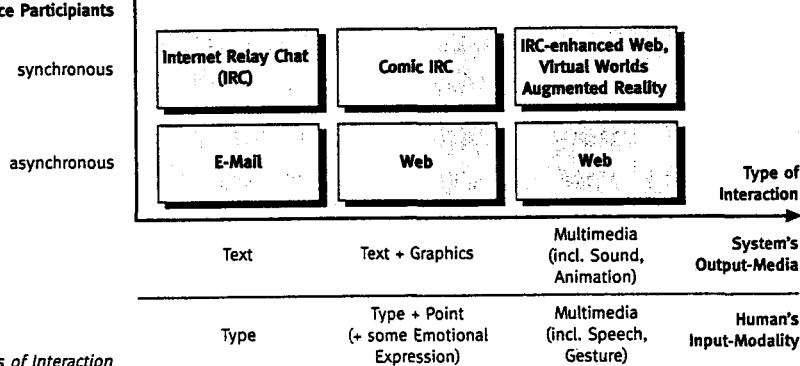 ce Participiants
synchronous
Internet Relay Chat
(IRC)
Comic IRC
IRC-enhanced Web,
Virtual Worlds
Augmented Reality
asynchronous
E-Mail
Web
Web
Type of
Interaction
Text
Text + Graphics
Multimedia
(incl. Sound,
Animation)
System's
Output-Media
Type
Type + Point
(+ some Emotional
Expression)
Multimedia
(incl. Speech,
Gesture)
Human's
Input-Modality
s of Interaction